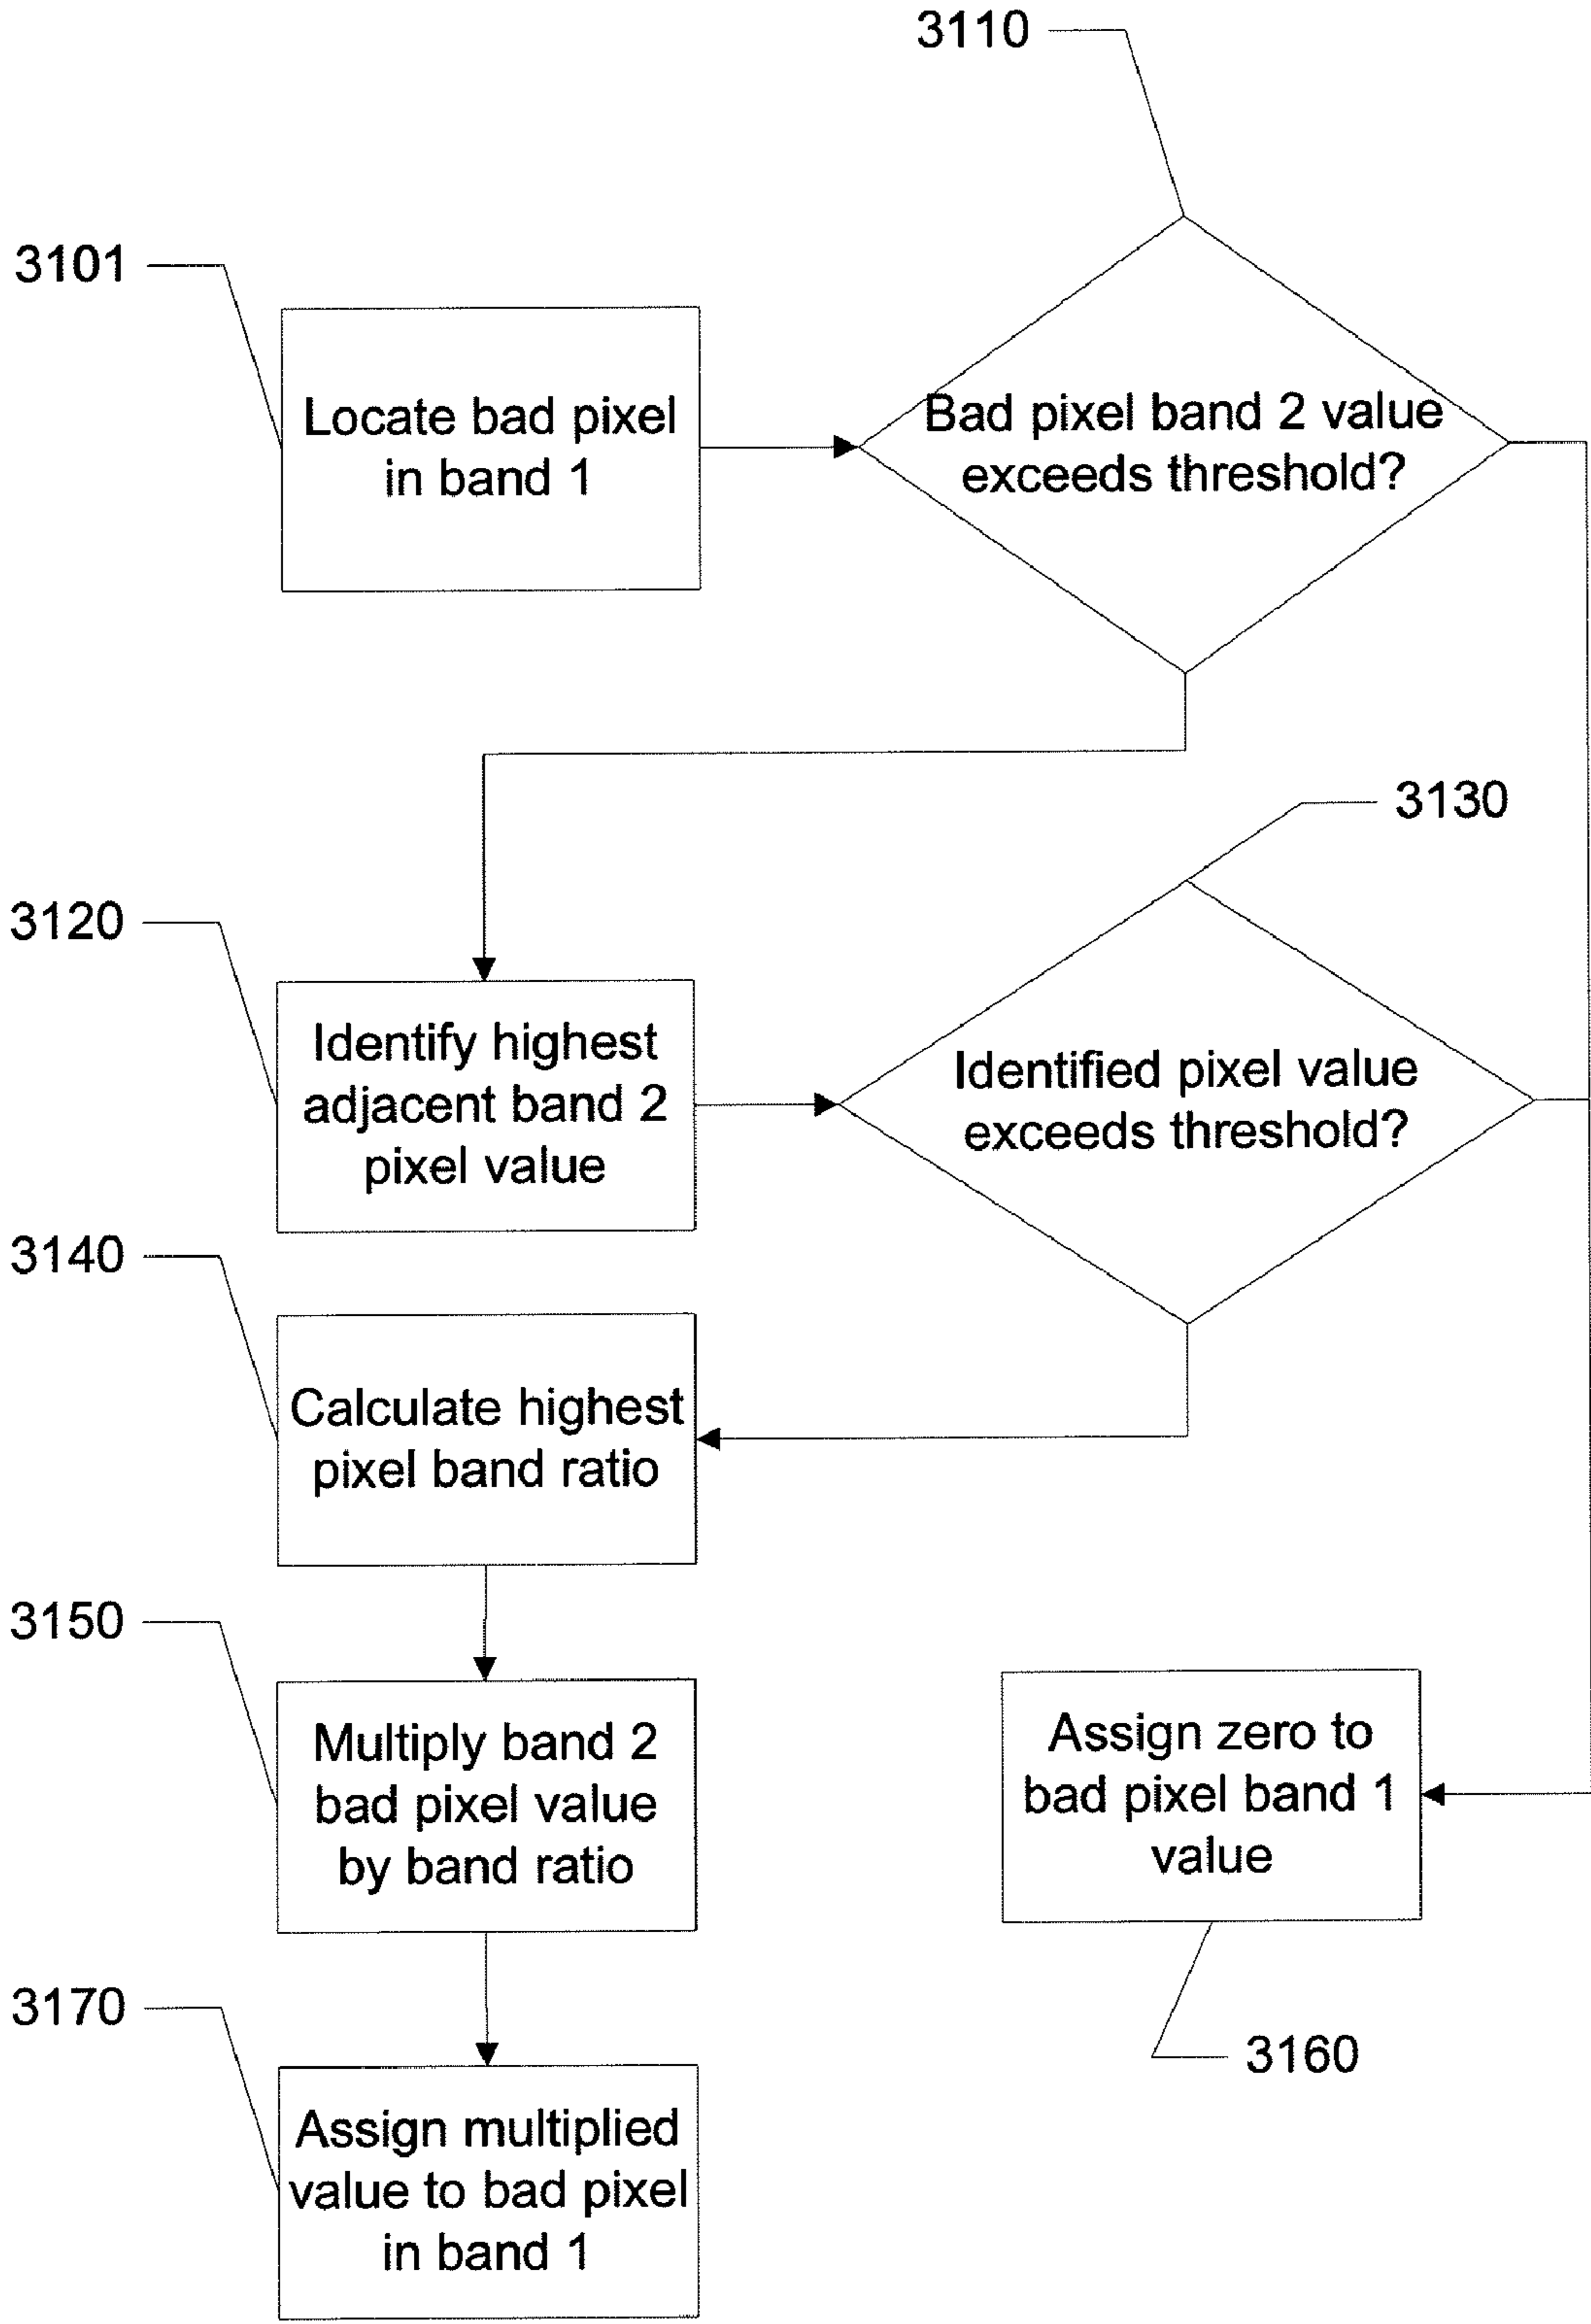 3110
3101
Locate bad pixel
in band 1
Bad pixel band 2 value
exceeds threshold?
3130
3120
Identify highest
adjacent band 2
pixel value
Identified pixel value
exceeds threshold?
3140
Calculate highest
pixel band ratio
3150
Multiply band 2
bad pixel value
by band ratio
Assign zero to
bad pixel band 1
value
3170
3160
Assign multiplied
value to bad pixel
in band 1